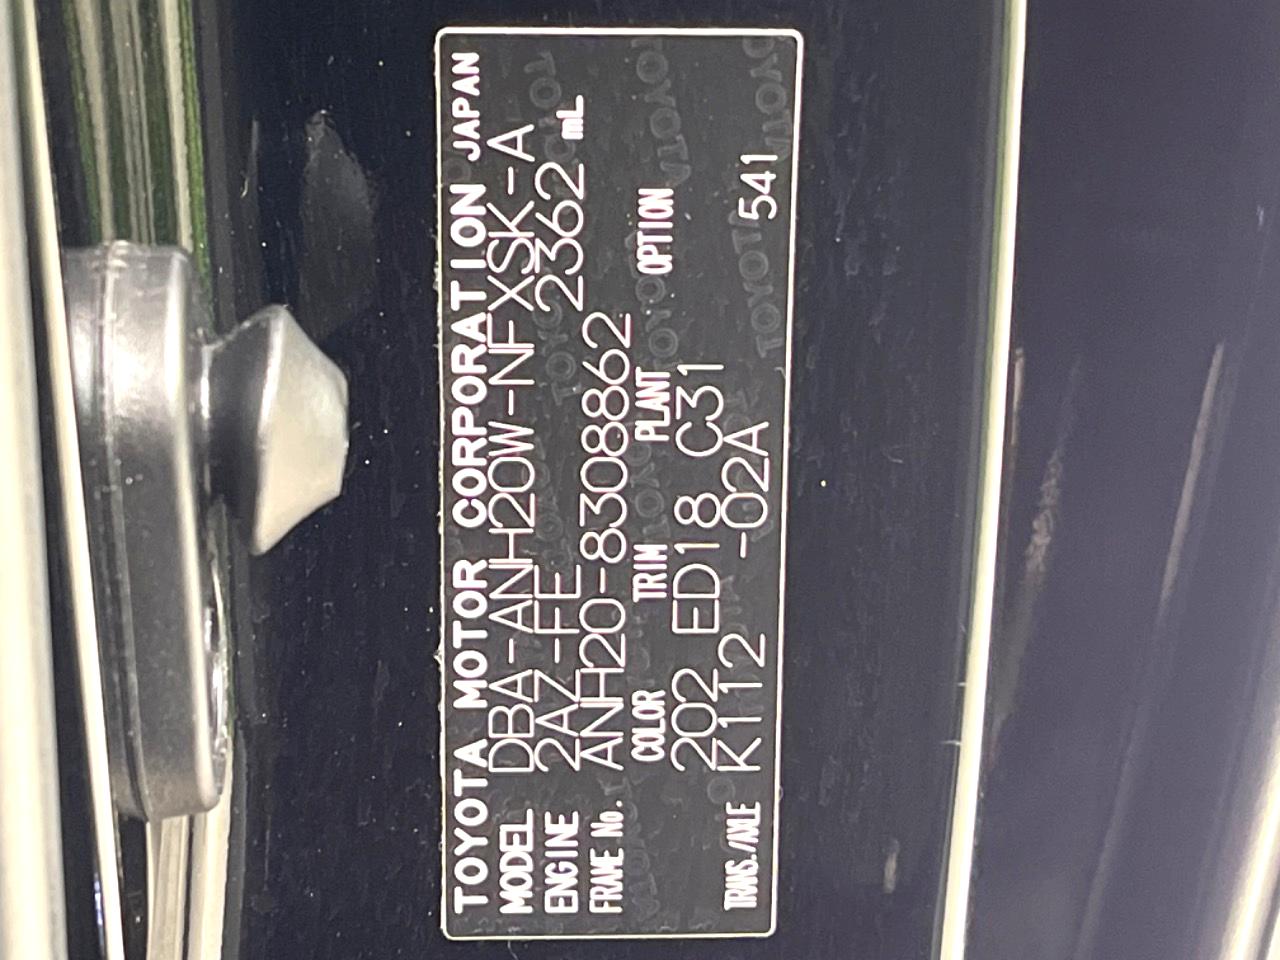 TOYOTA MOTOR CORPORATION JAPAN
MODEL DBA-ANH20W-NFXSK-A
ENGINE 2AZ-FE 2362 mL
FRAME No. ANH20-8308862
COLOR TRIM PLANT OPTION
202 ED18 C31
TRANS./AXLE K112 -02A 541